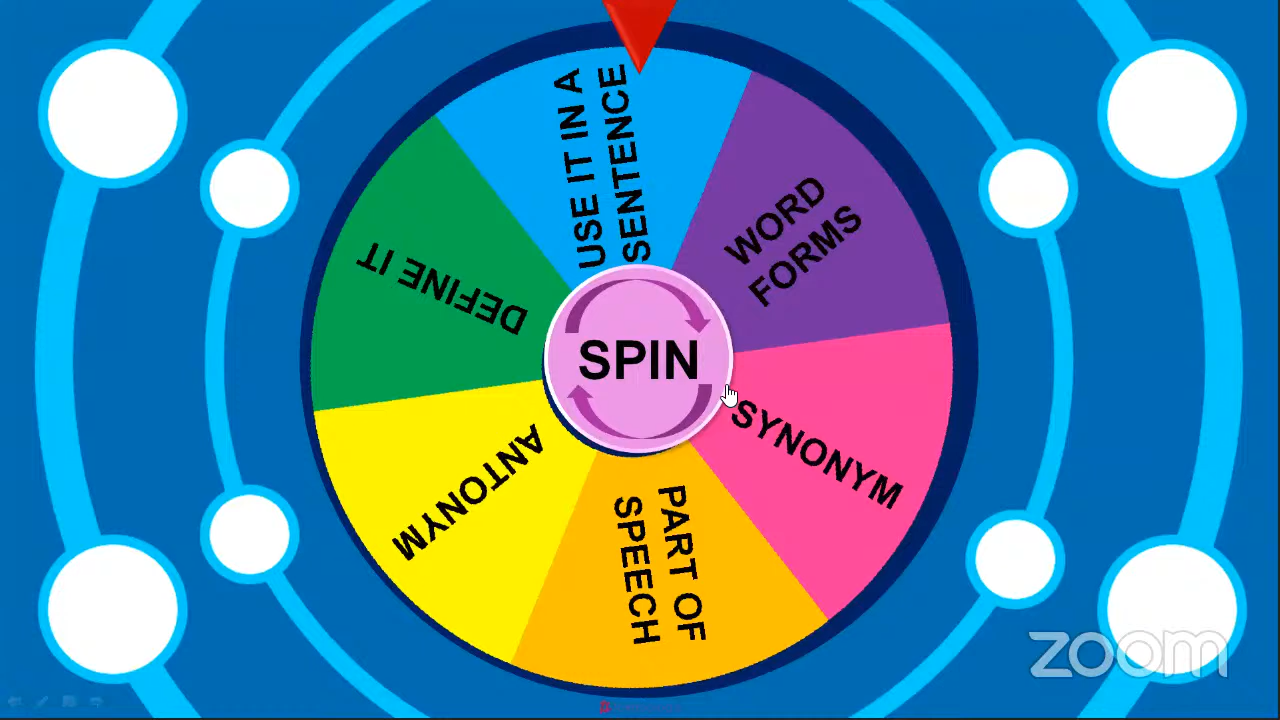 USE IT IN A
SENTENCE
WORD
FORMS
SYNONYM
PART OF
SPEECH
ANTONYM
DEFINE IT
SPIN
zoom